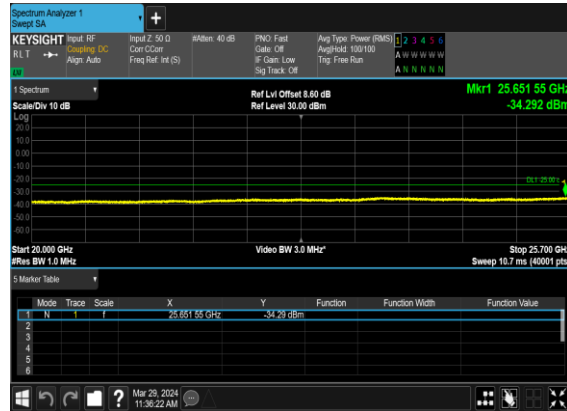 Spectrum Analyzer 1
Swept SA
+
KEYSIGHT Input: RF Input Z: 50 Ω #Atten: 40 dB PNO: Fast Avg Type: Power (RMS) 1 2 3 4 5 6
RLT Coupling: DC Corr CCorr Gate: Off Avg|Hold: 100/100 A W W W W W
Align: Auto Freq Ref: Int (S) IF Gain: Low Trig: Free Run
Sig Track: Off A N N N N N
1 Spectrum Ref Lvl Offset 8.60 dB Mkr1 25.651 55 GHz
Scale/Div 10 dB Ref Level 30.00 dBm -34.292 dBm
Log
20.0
10.0
0.00
-10.0
-20.0
DL1 -25.00
-30.0
-40.0
-50.0
-60.0
Start 20.000 GHz Video BW 3.0 MHz* Stop 25.700 GHz
#Res BW 1.0 MHz Sweep 10.7 ms (40001 pts
5 Marker Table
Mode Trace Scale X Y Function Function Width Function Value
1 N 1 f 25.651 55 GHz -34.29 dBm
2
3
4
5
6
? Mar 29, 2024
11:36:22 AM